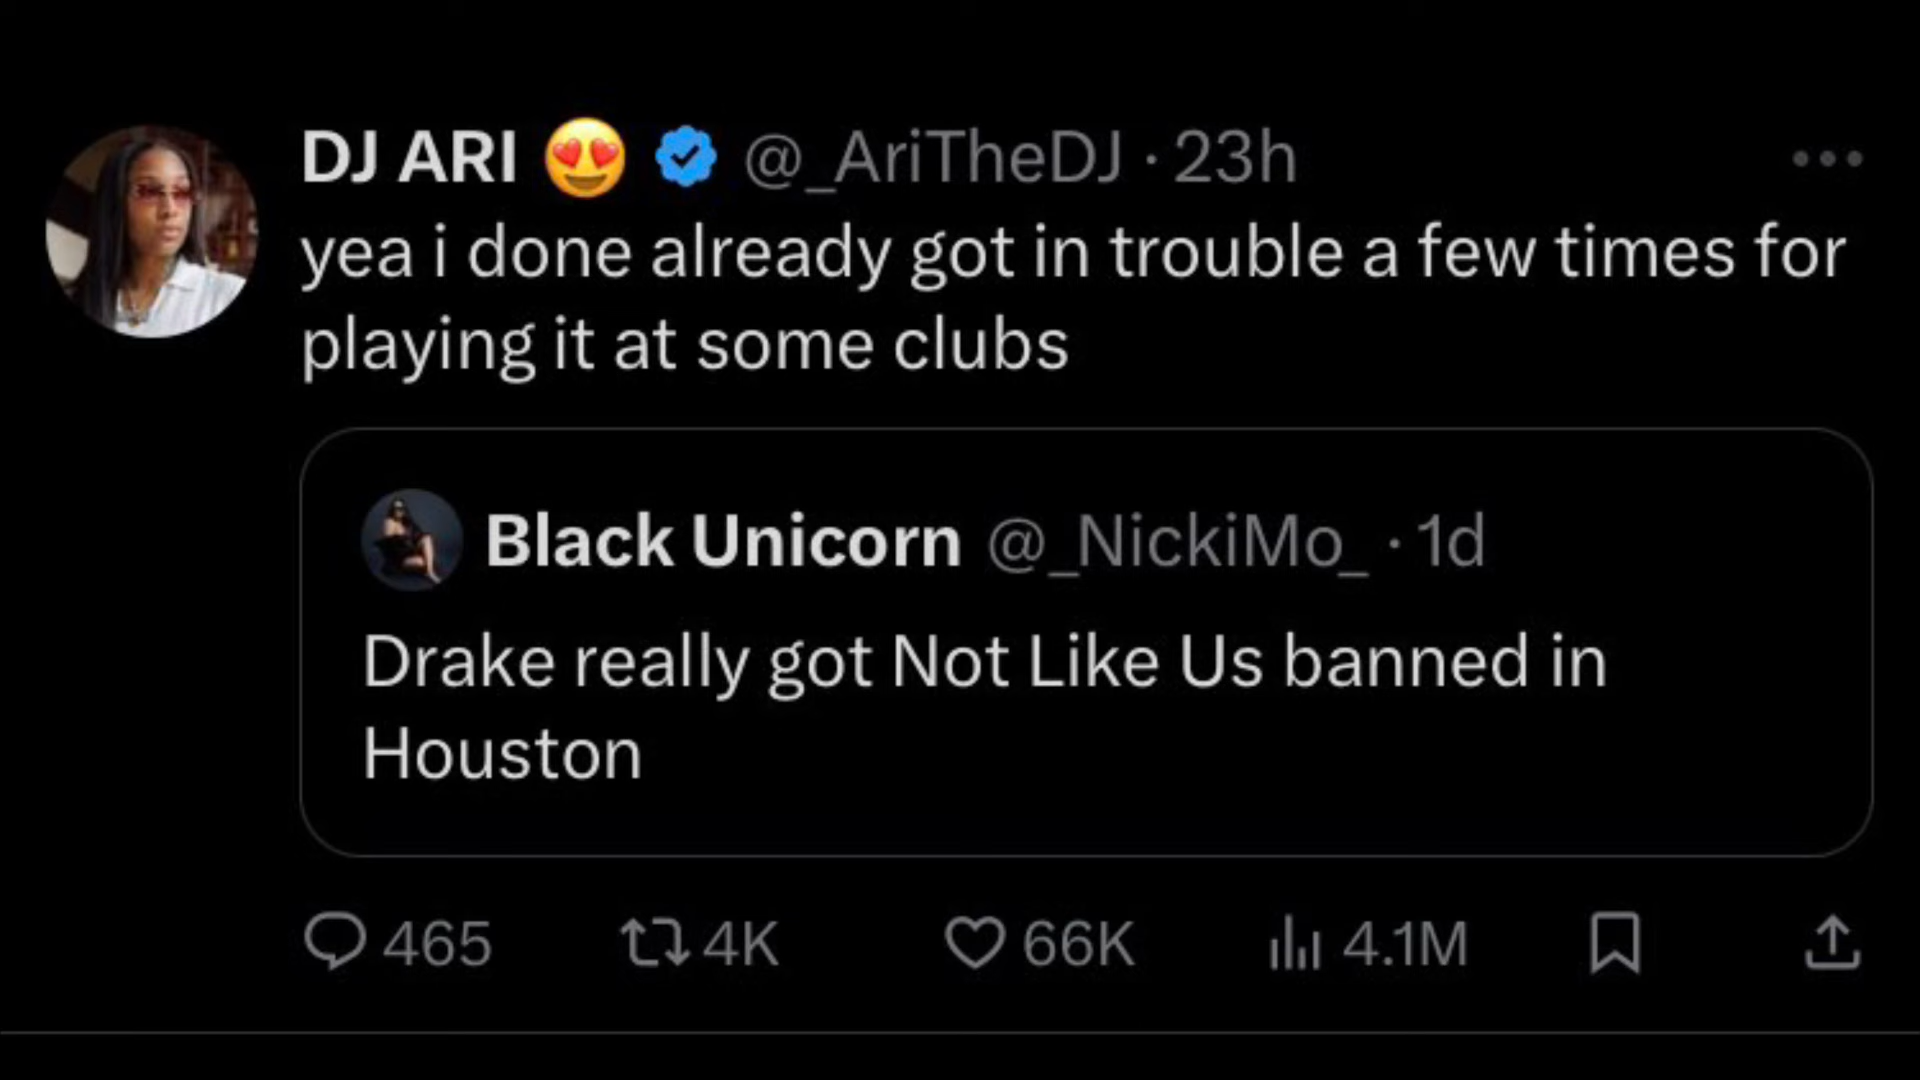 DJ ARI 😍 @_AriTheDJ · 23h
yea i done already got in trouble a few times for
playing it at some clubs
Black Unicorn @_NickiMo_ · 1d
Drake really got Not Like Us banned in
Houston
465 4K 66K 4.1M